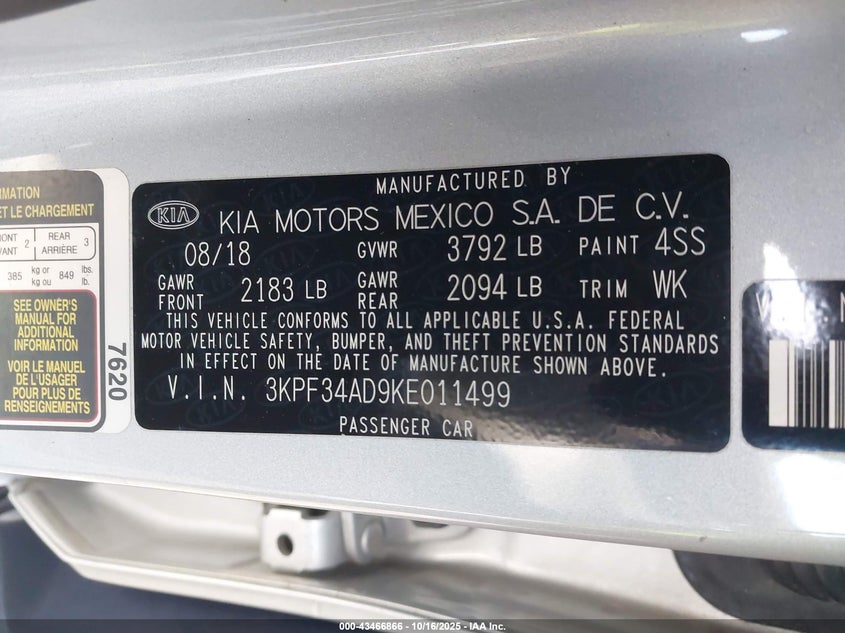 RMATION
ET LE CHARGEMENT
2 REAR 3
ARRIÈRE
385 kg or 849 lbs.
kg ou lb.
SEE OWNER'S
MANUAL FOR
ADDITIONAL
INFORMATION
VOIR LE MANUEL
DE L'USAGER
POUR PLUS DE
RENSEIGNEMENTS
7620
MANUFACTURED BY
KIA KIA MOTORS MEXICO S.A. DE C.V.
08/18 GVWR 3792 LB PAINT 4SS
GAWR FRONT 2183 LB GAWR REAR 2094 LB TRIM WK
THIS VEHICLE CONFORMS TO ALL APPLICABLE U.S.A. FEDERAL
MOTOR VEHICLE SAFETY, BUMPER, AND THEFT PREVENTION STANDARDS
IN EFFECT ON THE DATE OF MANUFACTURE SHOWN ABOVE.
V.I.N. 3KPF34AD9KE011499
PASSENGER CAR
000-43466866 - 10/16/2025 - IAA, Inc.